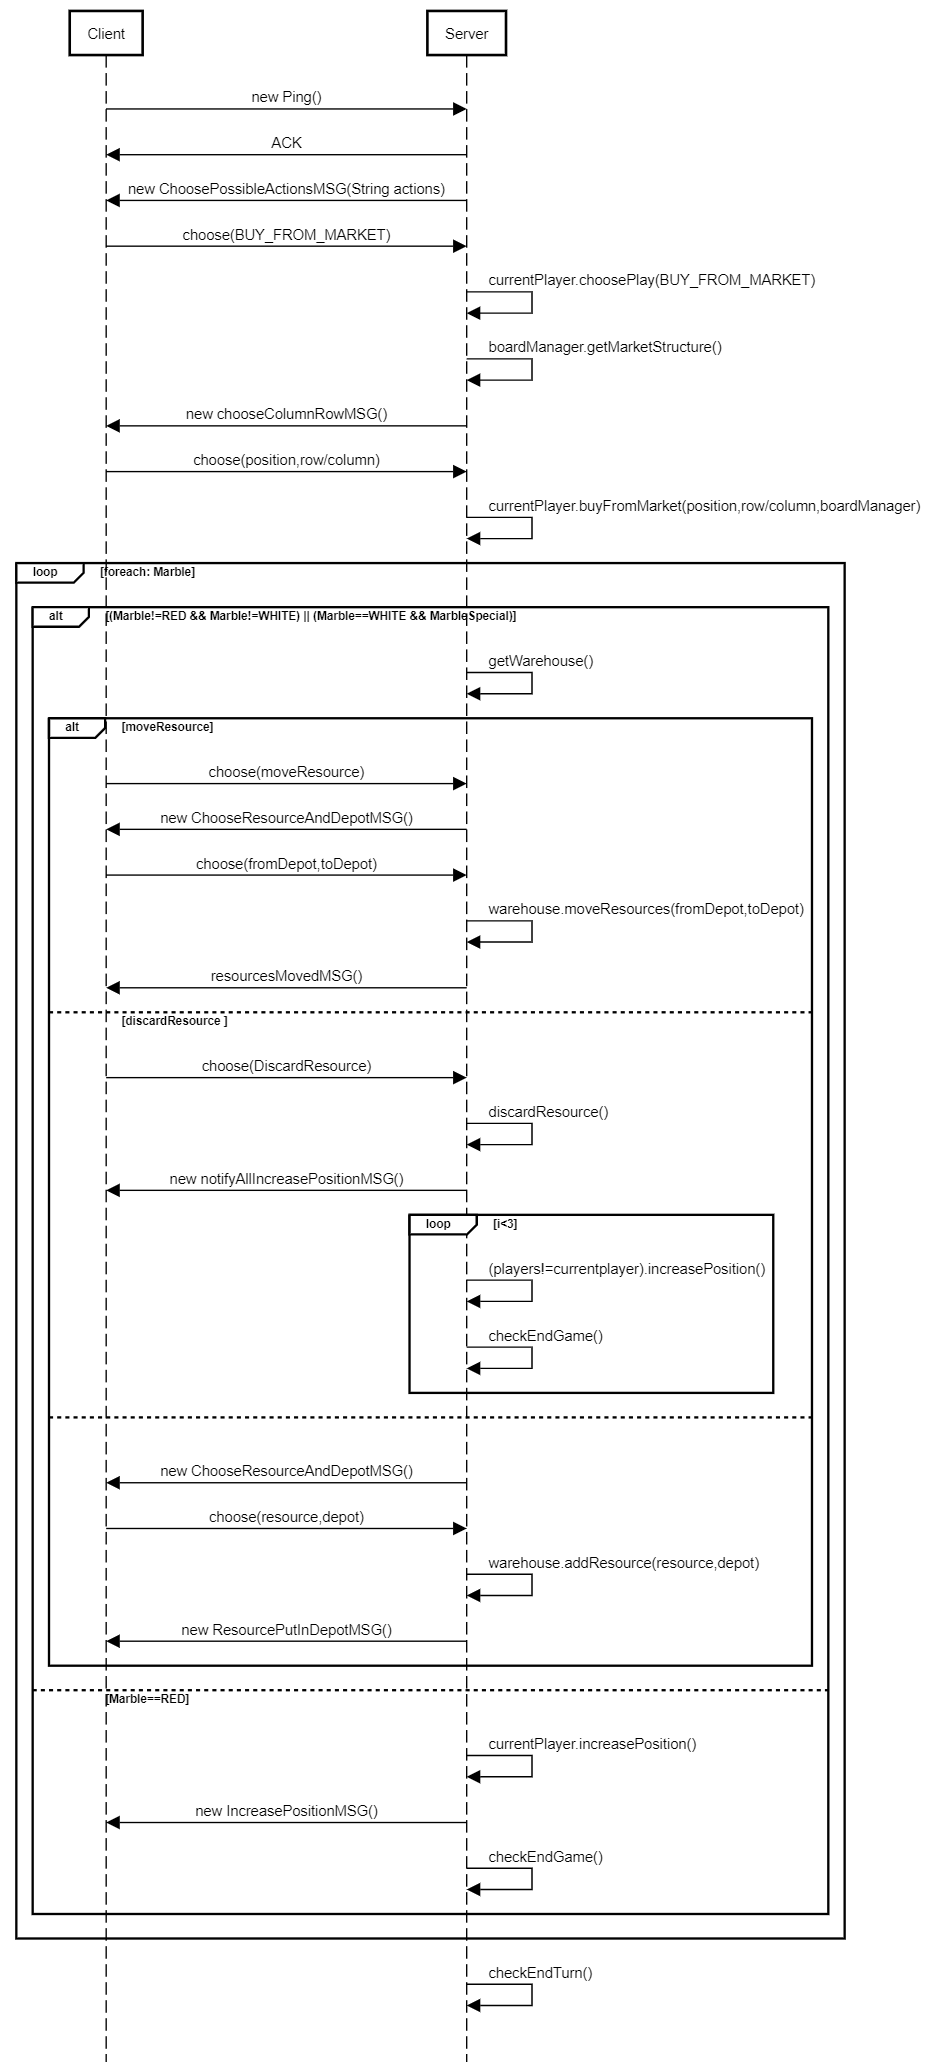 Client
Server
new Ping()
ACK
new ChoosePossibleActionsMSG(String actions)
choose(BUY_FROM_MARKET)
currentPlayer.choosePlay(BUY_FROM_MARKET)
boardManager.getMarketStructure()
new chooseColumnRowMSG()
choose(position,row/column)
currentPlayer.buyFromMarket(position,row/column,boardManager)
loop [foreach: Marble]
alt [(Marble!=RED && Marble!=WHITE) || (Marble==WHITE && MarbleSpecial)]
getWarehouse()
alt [moveResource]
choose(moveResource)
new ChooseResourceAndDepotMSG()
choose(fromDepot,toDepot)
warehouse.moveResources(fromDepot,toDepot)
resourcesMovedMSG()
[discardResource ]
choose(DiscardResource)
discardResource()
new notifyAllIncreasePositionMSG()
loop [i<3]
(players!=currentplayer).increasePosition()
checkEndGame()
new ChooseResourceAndDepotMSG()
choose(resource,depot)
warehouse.addResource(resource,depot)
new ResourcePutInDepotMSG()
[Marble==RED]
currentPlayer.increasePosition()
new IncreasePositionMSG()
checkEndGame()
checkEndTurn()